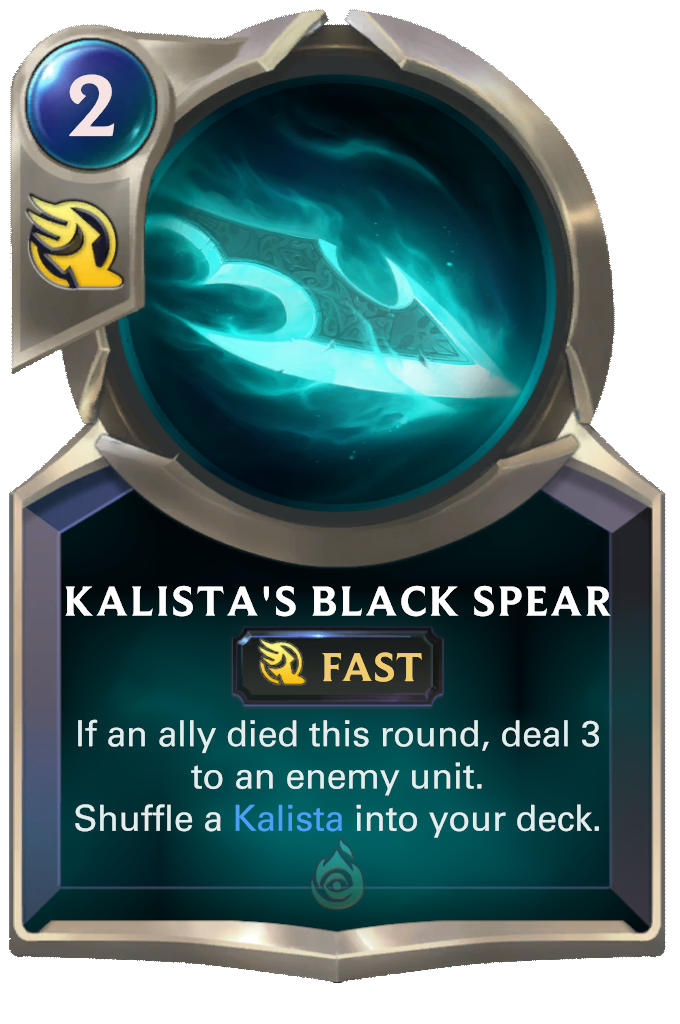 2
KALISTA'S BLACK SPEAR
FAST
If an ally died this round, deal 3
to an enemy unit.
Shuffle a Kalista into your deck.